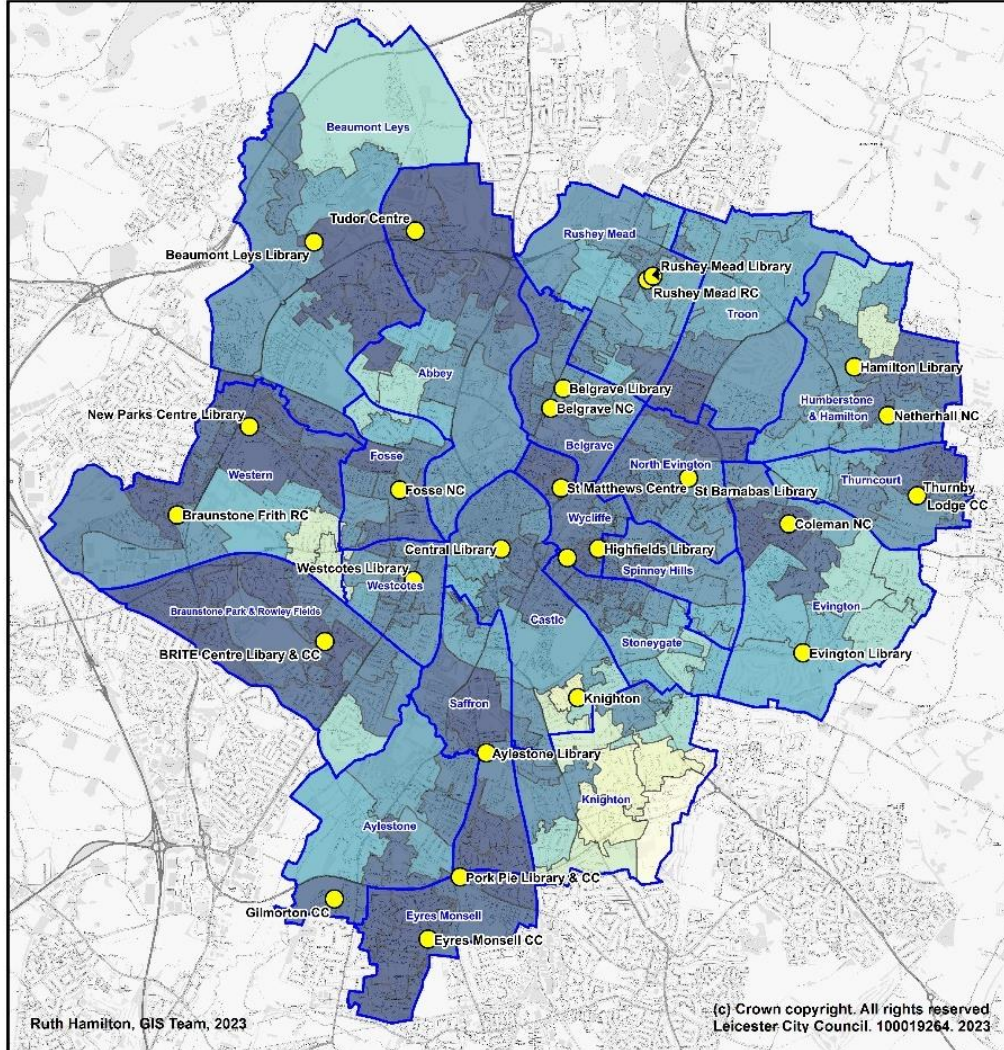 Beaumont Leys
Tudor Centre
Beaumont Leys Library
Rushey Mead
Rushey Mead Library
Rushey Mead RC
Troon
Abbey
Hamilton Library
Belgrave Library
Belgrave NC
Humberstone
& Hamilton
Netherhall NC
New Parks Centre Library
Belgrave
Fosse
Western
North Evington
Thurncourt
Fosse NC
St Matthews Centre
St Barnabas Library
Thurnby
Lodge CC
Braunstone Frith RC
Wycliffe
Coleman NC
Central Library
Highfields Library
Westcotes Library
Westcotes
Spinney Hills
Braunstone Park & Rowley Fields
Evington
Castle
Stoneygate
BRITE Centre Libary & CC
Evington Library
Saffron
Knighton
Aylestone Library
Knighton
Aylestone
Pork Pie Library & CC
Gilmorton CC
Eyres Monsell
Eyres Monsell CC
Ruth Hamilton, GIS Team, 2023
(c) Crown copyright. All rights reserved
Leicester City Council. 100019264. 2023